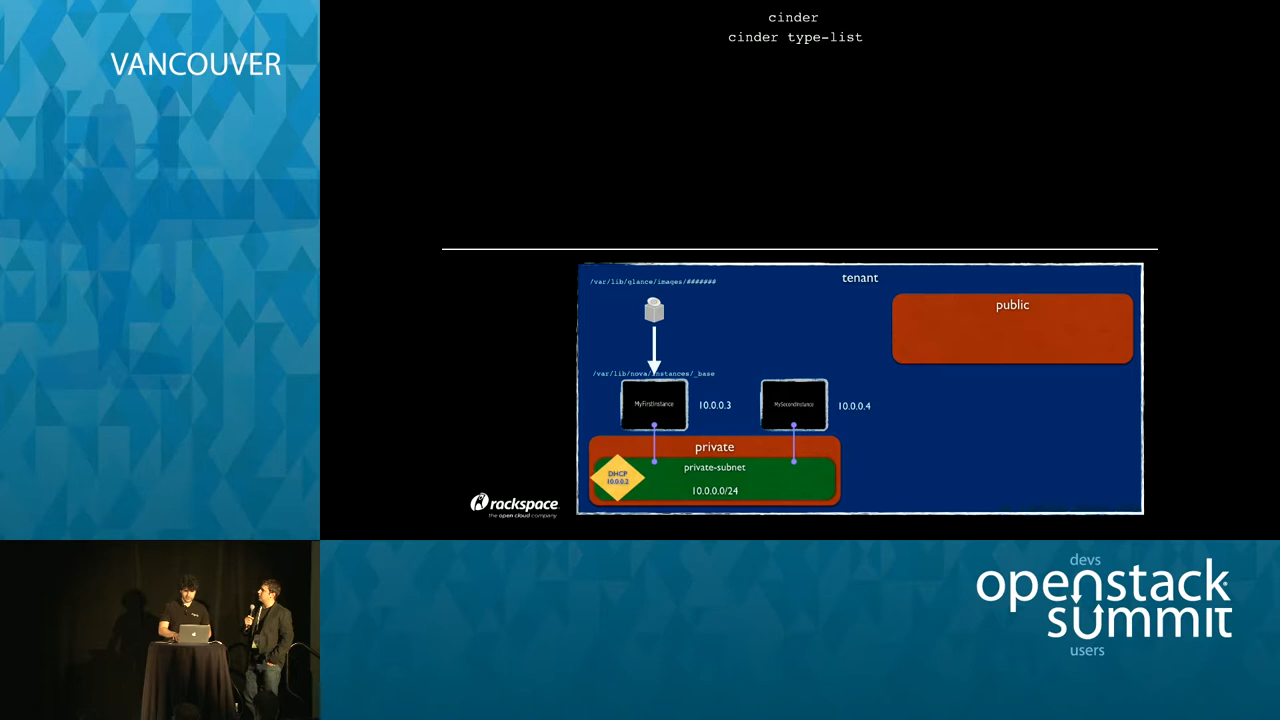 VANCOUVER
cinder
cinder type-list
tenant
/var/lib/glance/images/#######
public
/var/lib/nova/instances/_base
MyFirstInstance
10.0.0.3
MySecondInstance
10.0.0.4
private
private-subnet
DHCP
10.0.0.2
10.0.0.0/24
rackspace
the open cloud company
devs
openstack
summit
users